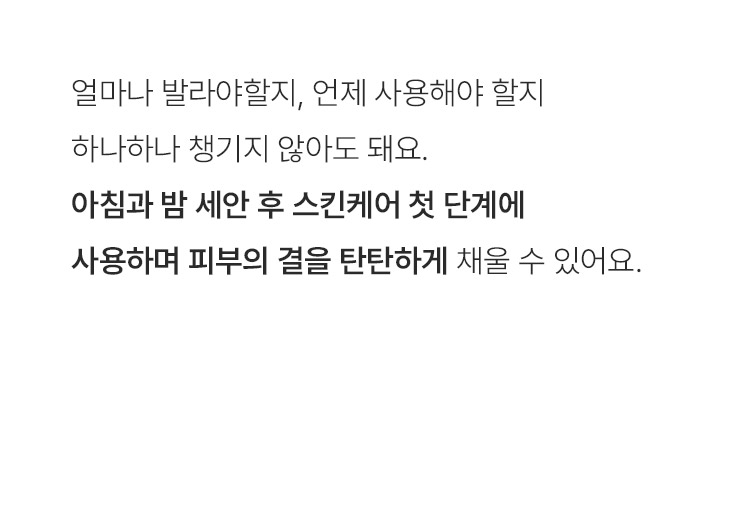 얼마나 발라야할지, 언제 사용해야 할지
하나하나 챙기지 않아도 돼요.
아침과 밤 세안 후 스킨케어 첫 단계에
사용하며 피부의 결을 탄탄하게 채울 수 있어요.